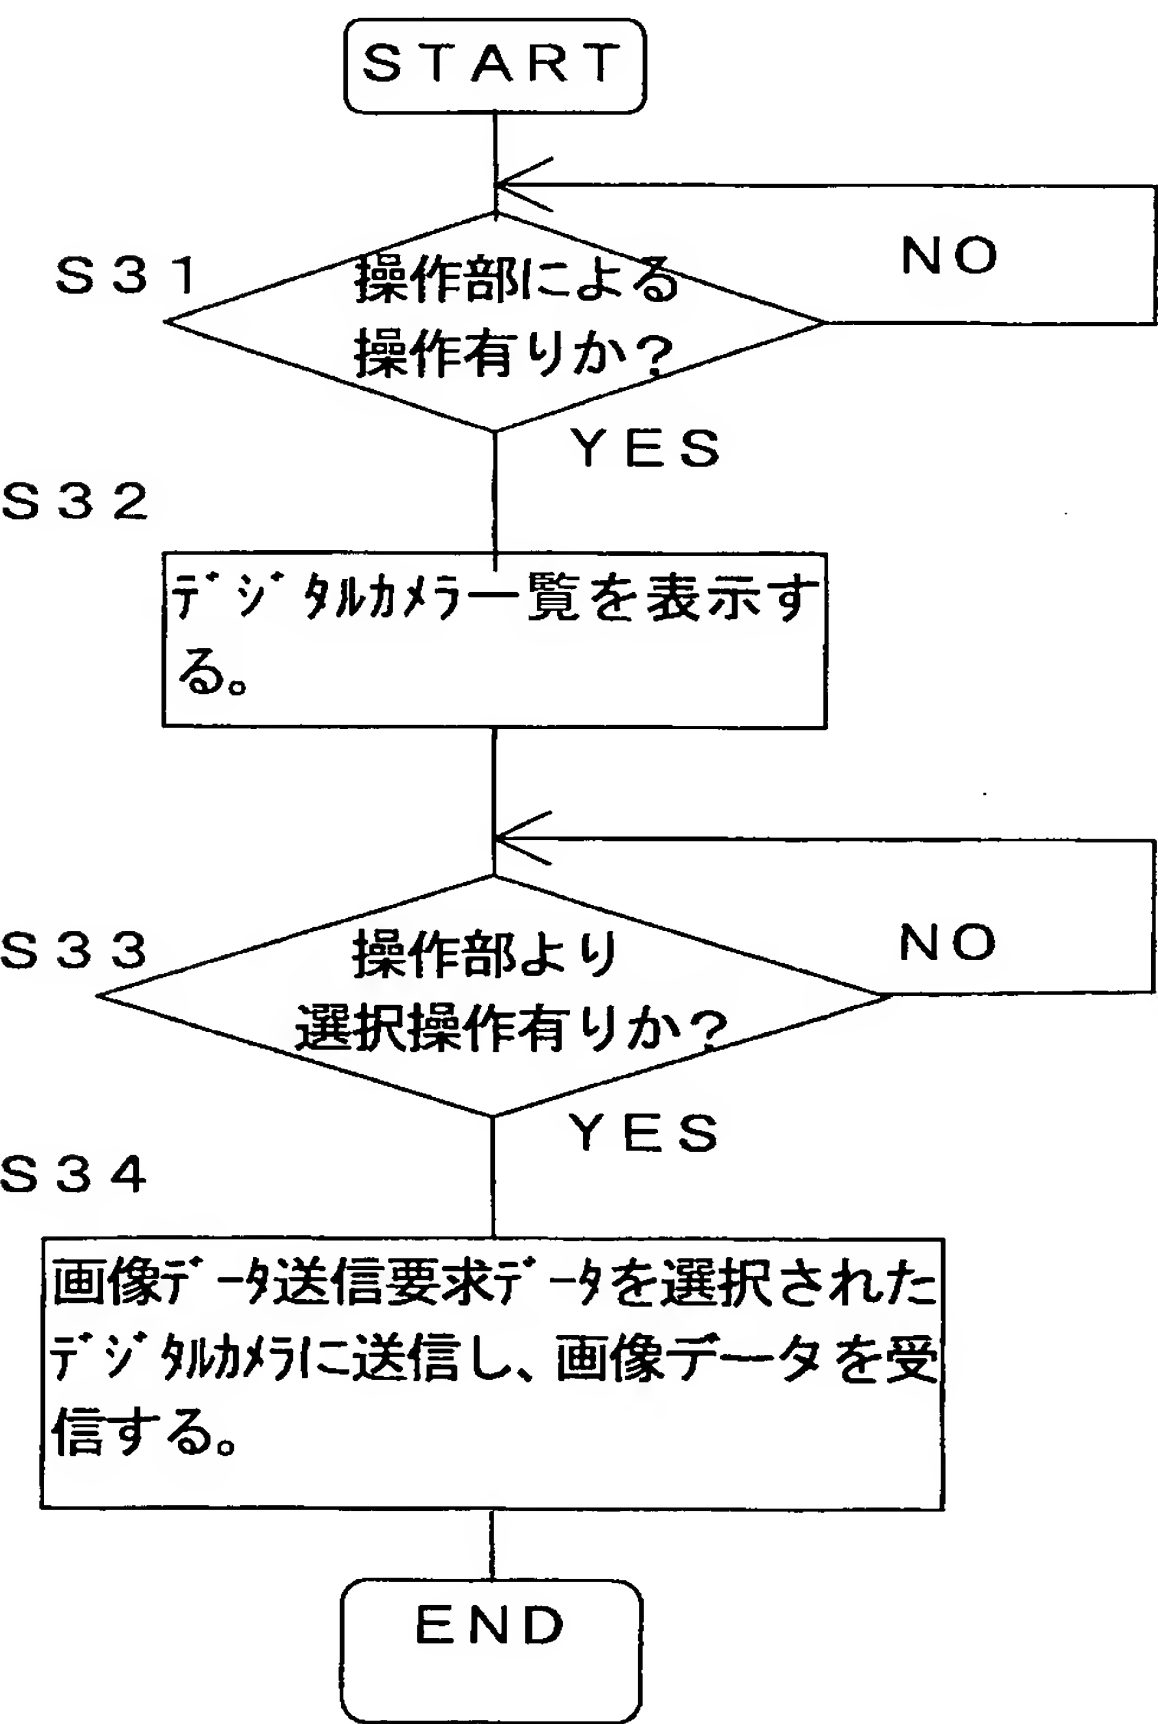 ＳＴＡＲＴ
ＮＯ
Ｓ３１
操作部による
操作有りか？
ＹＥＳ
Ｓ３２
ﾃﾞｼﾞﾀﾙｶﾒﾗ一覧を表示す
る。
Ｓ３３
ＮＯ
操作部より
選択操作有りか？
ＹＥＳ
Ｓ３４
画像ﾃﾞｰﾀ送信要求ﾃﾞｰﾀを選択された
ﾃﾞｼﾞﾀﾙｶﾒﾗに送信し、画像データを受
信する。
ＥＮＤ